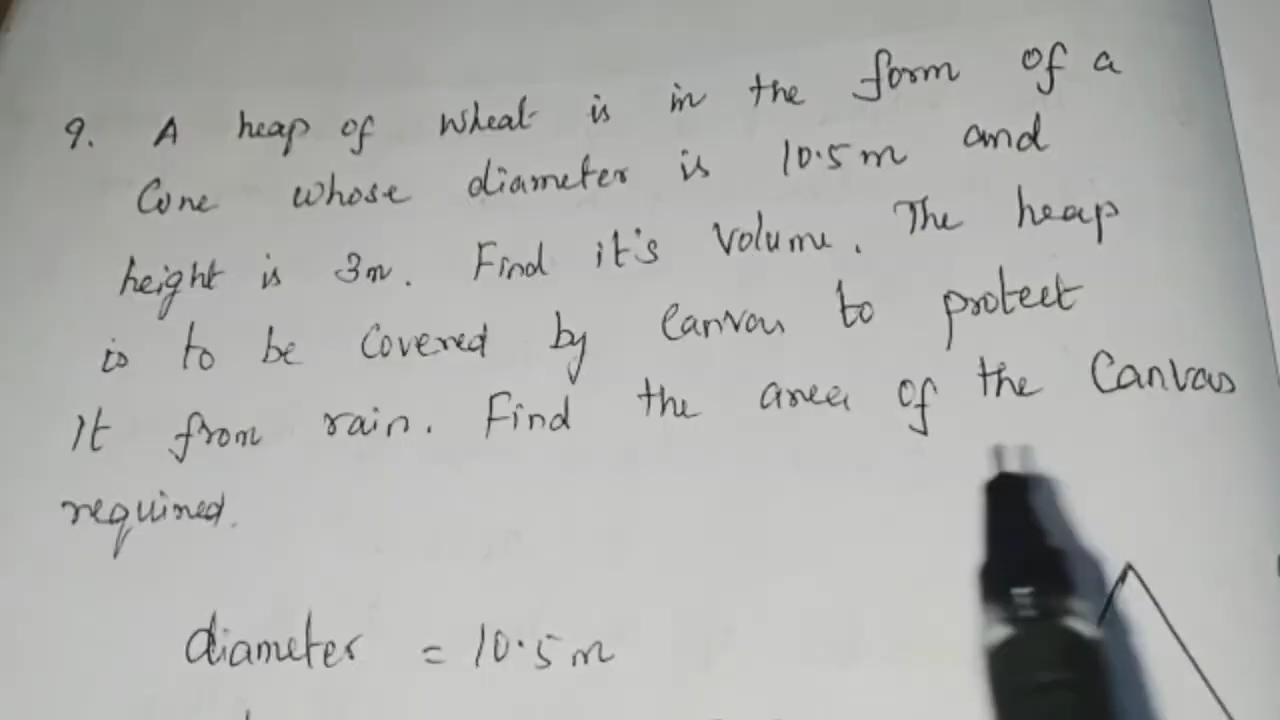 9. A heap of wheat is in the form of a
Cone whose diameter is 10.5m and
height is 3m. Find it's volume. The heap
is to be covered by canvas to protect
It from rain. Find the area of the Canvas
required.
diameter = 10.5m